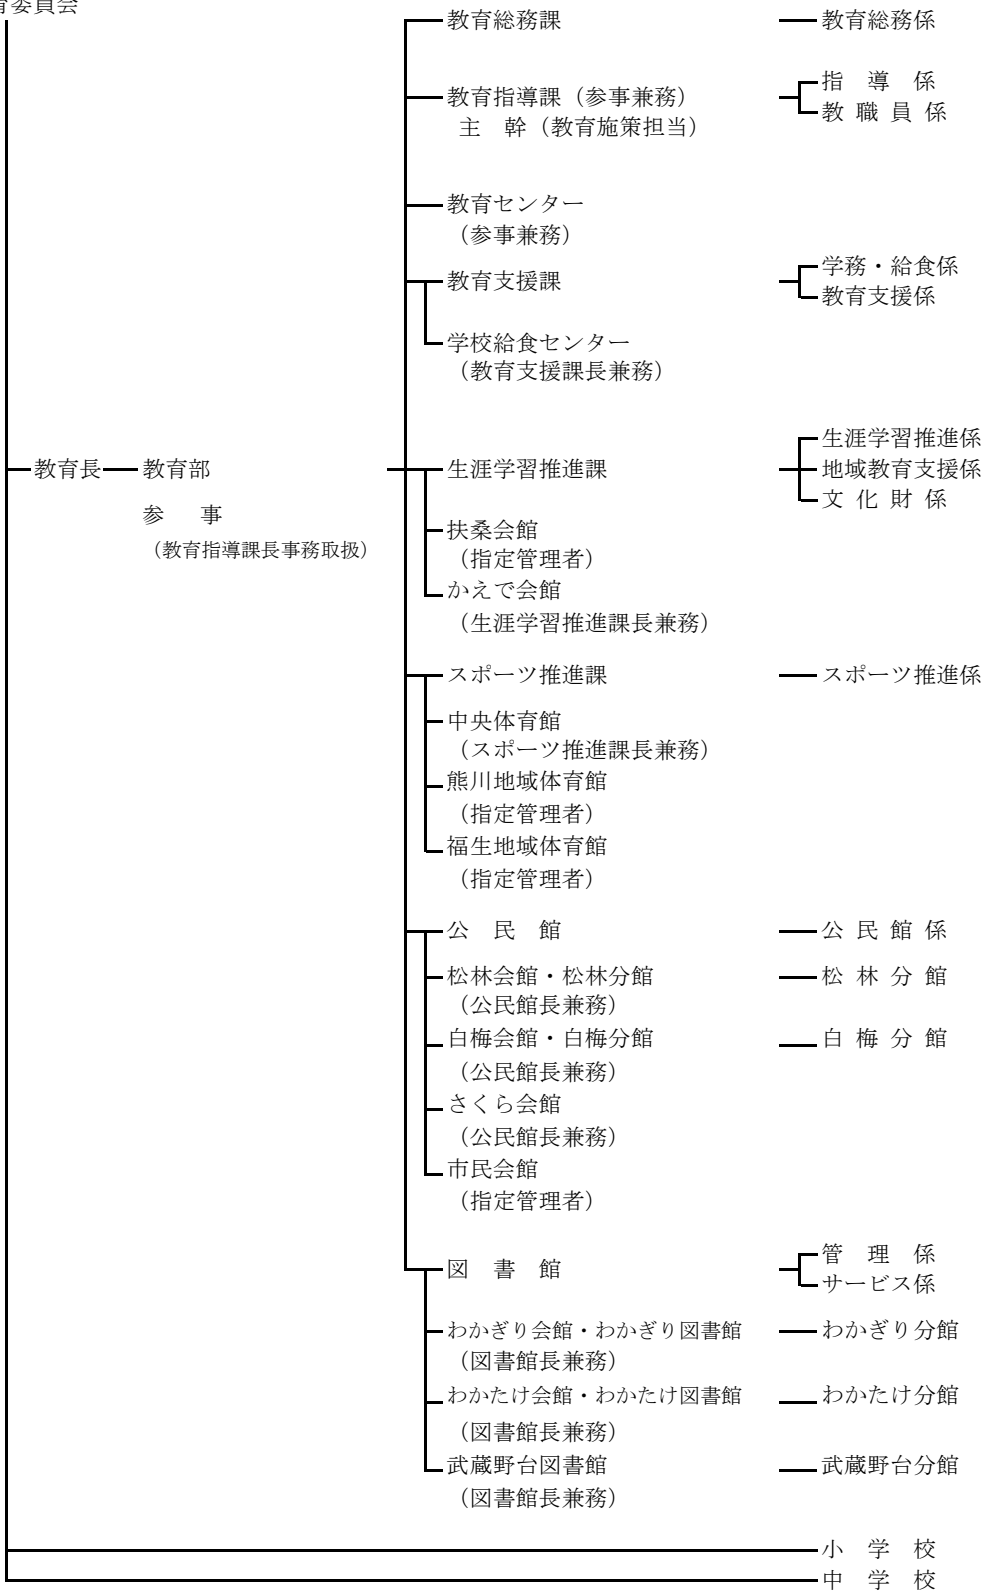 育委員会
教育総務課 教育総務係
指 導 係
教育指導課（参事兼務）
教 職 員 係
主 幹（教育施策担当）
教育センター
（参事兼務）
学務・給食係
教育支援課
教育支援係
学校給食センター
（教育支援課長兼務）
生涯学習推進係
教育長 教育部 生涯学習推進課 地域教育支援係
文 化 財 係
参 事
扶桑会館
（教育指導課長事務取扱）
（指定管理者）
かえで会館
（生涯学習推進課長兼務）
スポーツ推進課 スポーツ推進係
中央体育館
（スポーツ推進課長兼務）
熊川地域体育館
（指定管理者）
福生地域体育館
（指定管理者）
公 民 館 公 民 館 係
松林会館・松林分館 松 林 分 館
（公民館長兼務）
白梅会館・白梅分館 白 梅 分 館
（公民館長兼務）
さくら会館
（公民館長兼務）
市民会館
（指定管理者）
管 理 係
図 書 館
サービス係
わかぎり会館・わかぎり図書館 わかぎり分館
（図書館長兼務）
わかたけ会館・わかたけ図書館 わかたけ分館
（図書館長兼務）
武蔵野台図書館 武蔵野台分館
（図書館長兼務）
小 学 校
中 学 校